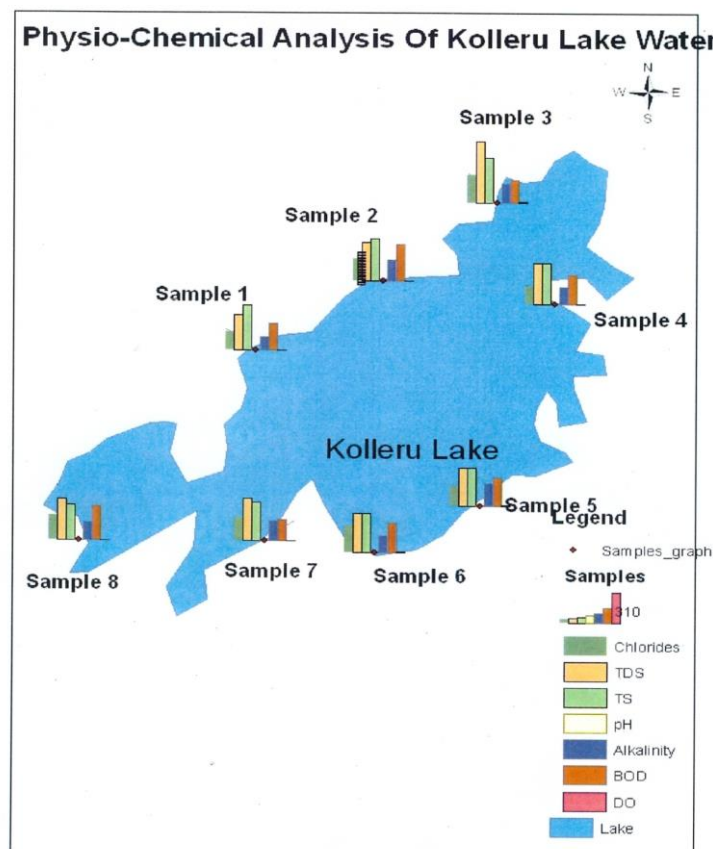 Physio-Chemical Analysis Of Kolleru Lake Water
N
W E
S
Sample 3
Sample 2
Sample 1
Sample 4
Kolleru Lake
Sample 5
Legend
Samples_graph
Sample 8
Sample 7
Sample 6
Samples
310
Chlorides
TDS
TS
pH
Alkalinity
BOD
DO
Lake